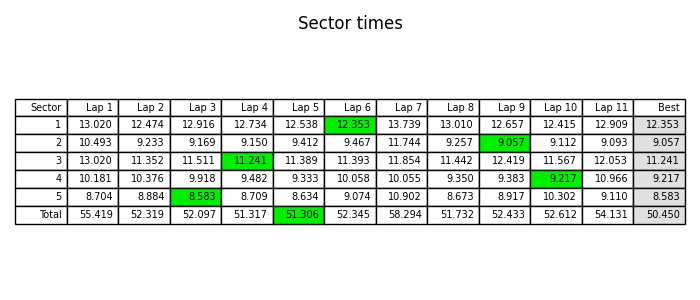 Sector times
Sector Lap 1 Lap 2 Lap 3 Lap 4 Lap 5 Lap 6 Lap 7 Lap 8 Lap 9 Lap 10 Lap 11 Best
1 13.020 12.474 12.916 12.734 12.538 12.353 13.739 13.010 12.657 12.415 12.909 12.353
2 10.493 9.233 9.169 9.150 9.412 9.467 11.744 9.257 9.057 9.112 9.093 9.057
3 13.020 11.352 11.511 11.241 11.389 11.393 11.854 11.442 12.419 11.567 12.053 11.241
4 10.181 10.376 9.918 9.482 9.333 10.058 10.055 9.350 9.383 9.217 10.966 9.217
5 8.704 8.884 8.583 8.709 8.634 9.074 10.902 8.673 8.917 10.302 9.110 8.583
Total 55.419 52.319 52.097 51.317 51.306 52.345 58.294 51.732 52.433 52.612 54.131 50.450